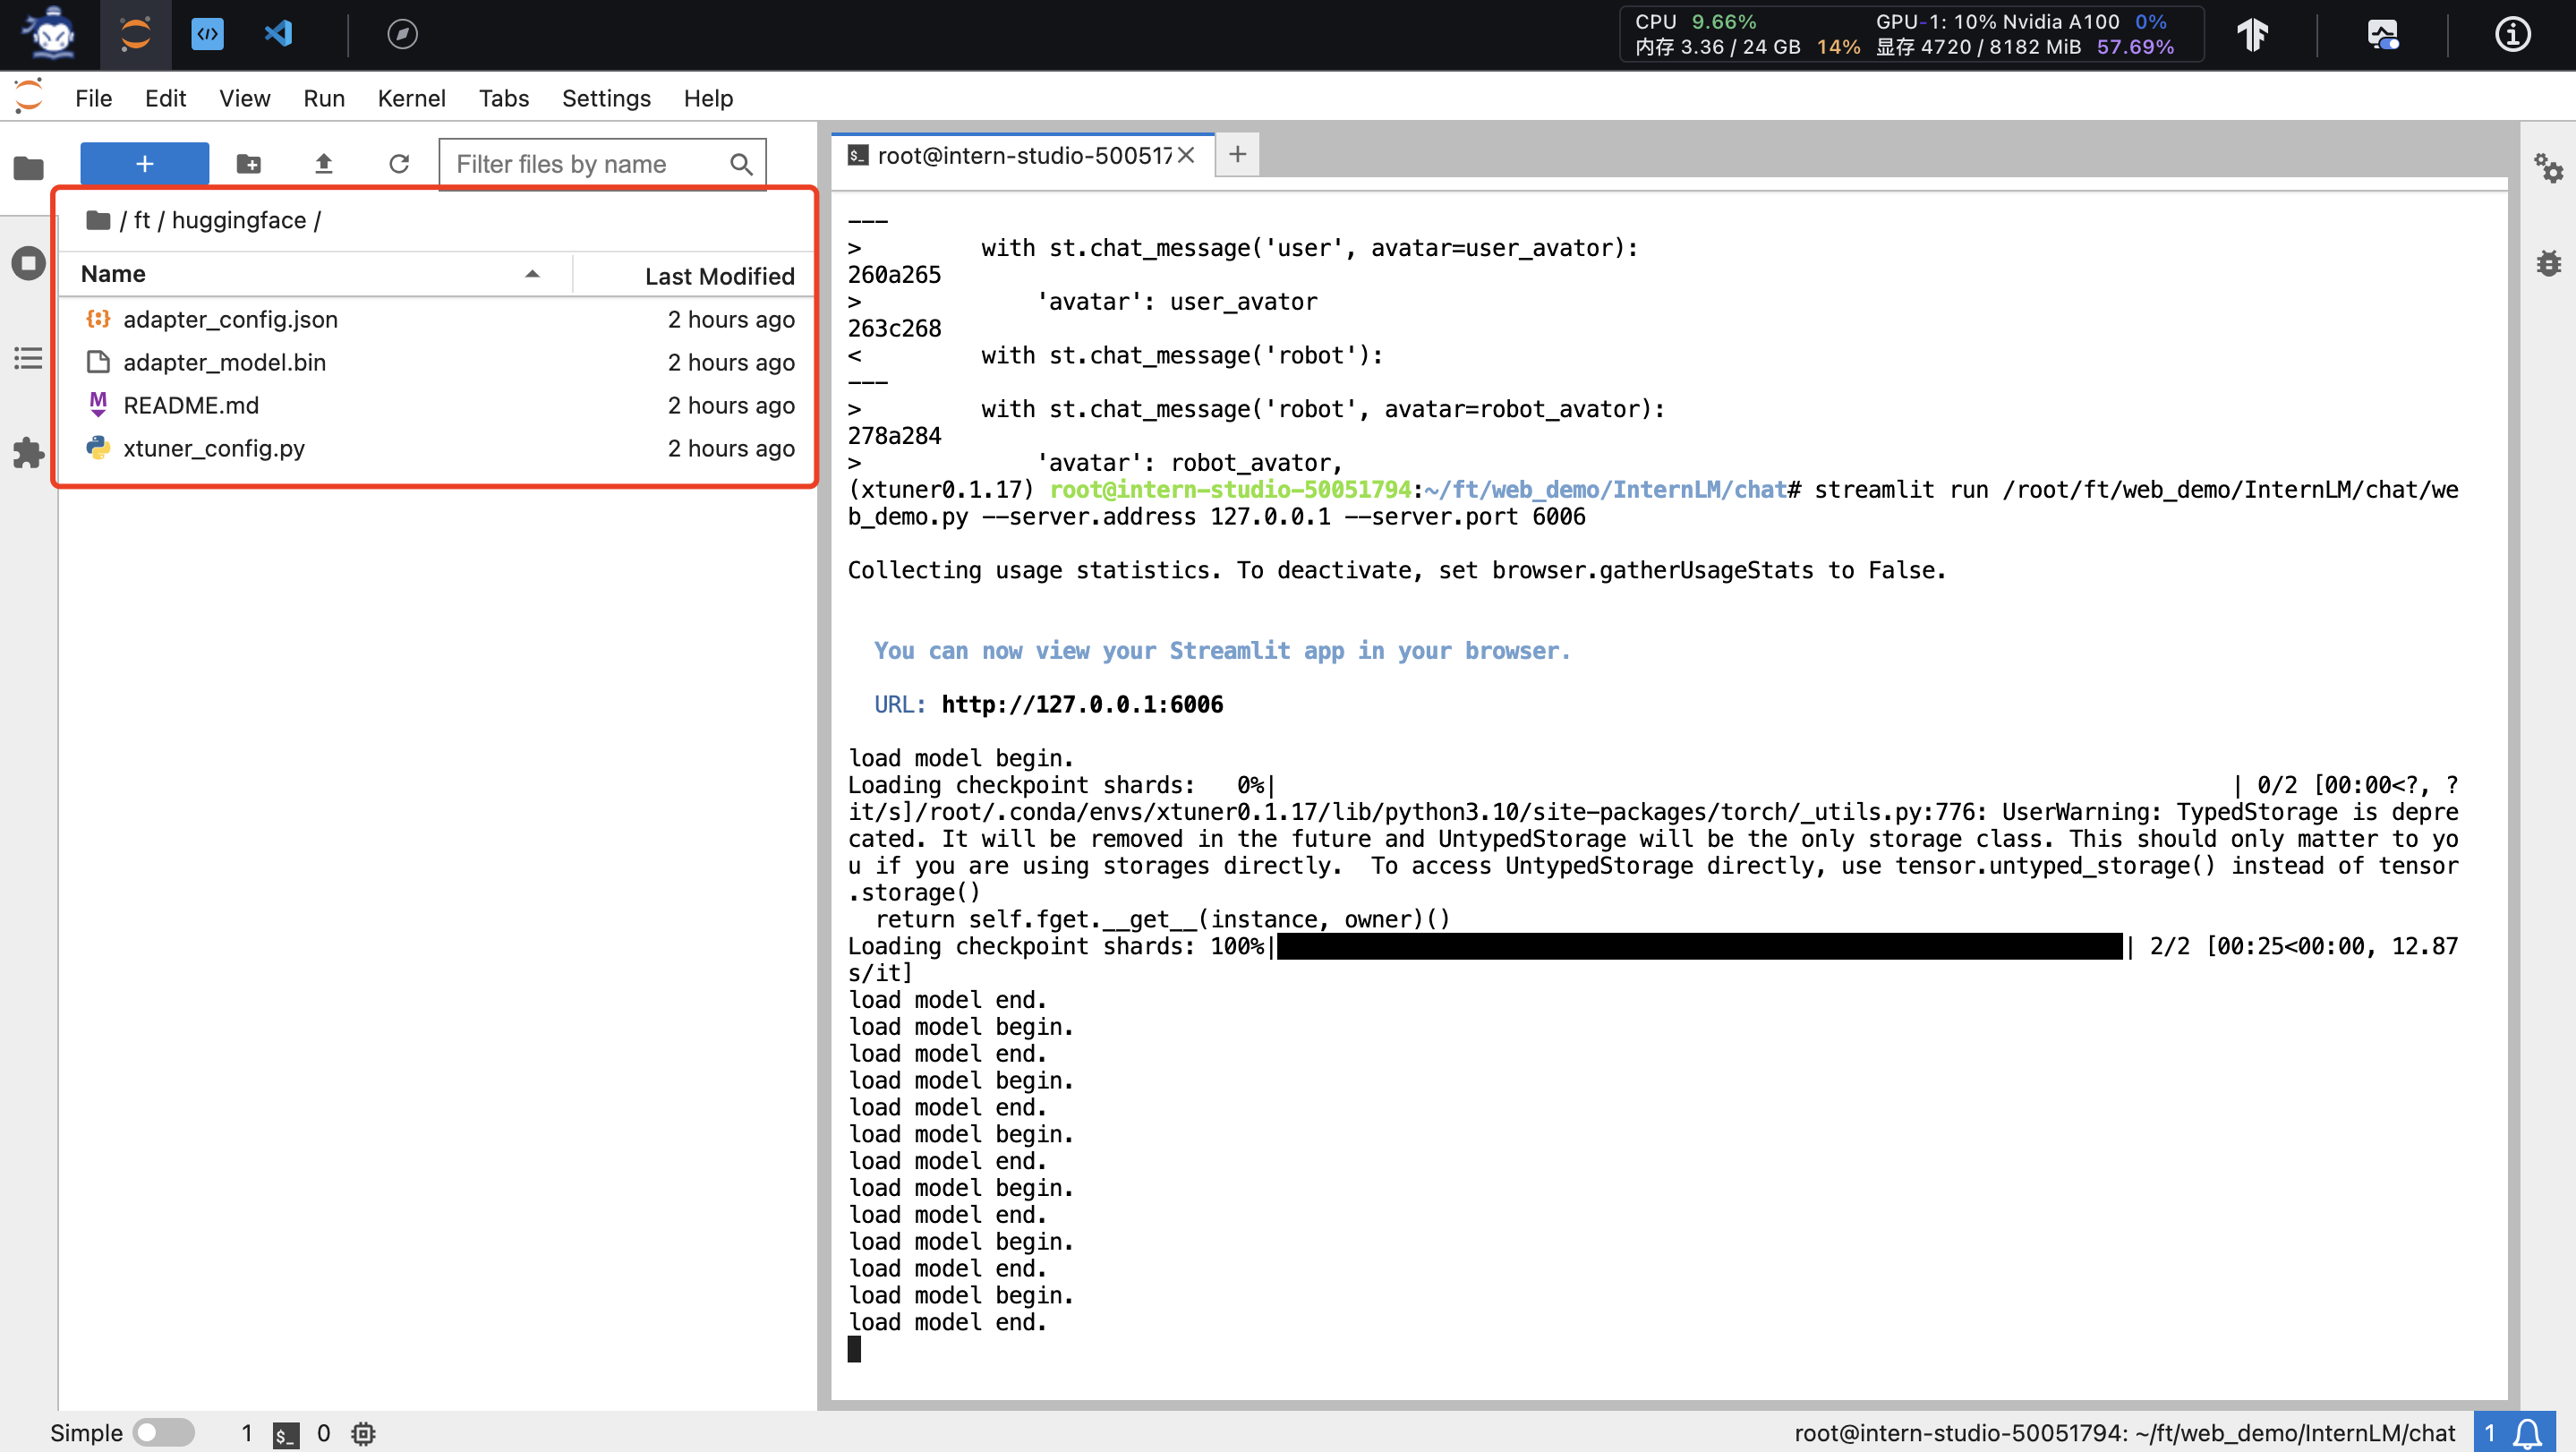 CPU 9.66% GPU-1: 10% Nvidia A100 0%
内存 3.36 / 24 GB 14% 显存 4720 / 8182 MiB 57.69%
File Edit View Run Kernel Tabs Settings Help
+
Filter files by name
/ ft / huggingface /
Name Last Modified
adapter_config.json 2 hours ago
adapter_model.bin 2 hours ago
README.md 2 hours ago
xtuner_config.py 2 hours ago
root@intern-studio-500517
---
>         with st.chat_message('user', avatar=user_avator):
260a265
>             'avatar': user_avator
263c268
<         with st.chat_message('robot'):
---
>         with st.chat_message('robot', avatar=robot_avator):
278a284
>             'avatar': robot_avator,
(xtuner0.1.17) root@intern-studio-50051794:~/ft/web_demo/InternLM/chat# streamlit run /root/ft/web_demo/InternLM/chat/we
b_demo.py --server.address 127.0.0.1 --server.port 6006
Collecting usage statistics. To deactivate, set browser.gatherUsageStats to False.
You can now view your Streamlit app in your browser.
URL: http://127.0.0.1:6006
load model begin.
Loading checkpoint shards:   0%| | 0/2 [00:00<?, ?
it/s]/root/.conda/envs/xtuner0.1.17/lib/python3.10/site-packages/torch/_utils.py:776: UserWarning: TypedStorage is depre
cated. It will be removed in the future and UntypedStorage will be the only storage class. This should only matter to yo
u if you are using storages directly.  To access UntypedStorage directly, use tensor.untyped_storage() instead of tensor
.storage()
  return self.fget.__get__(instance, owner)()
Loading checkpoint shards: 100%| | 2/2 [00:25<00:00, 12.87
s/it]
load model end.
load model begin.
load model end.
load model begin.
load model end.
load model begin.
load model end.
load model begin.
load model end.
load model begin.
load model end.
load model begin.
load model end.
Simple 1 $_ 0 root@intern-studio-50051794: ~/ft/web_demo/InternLM/chat 1